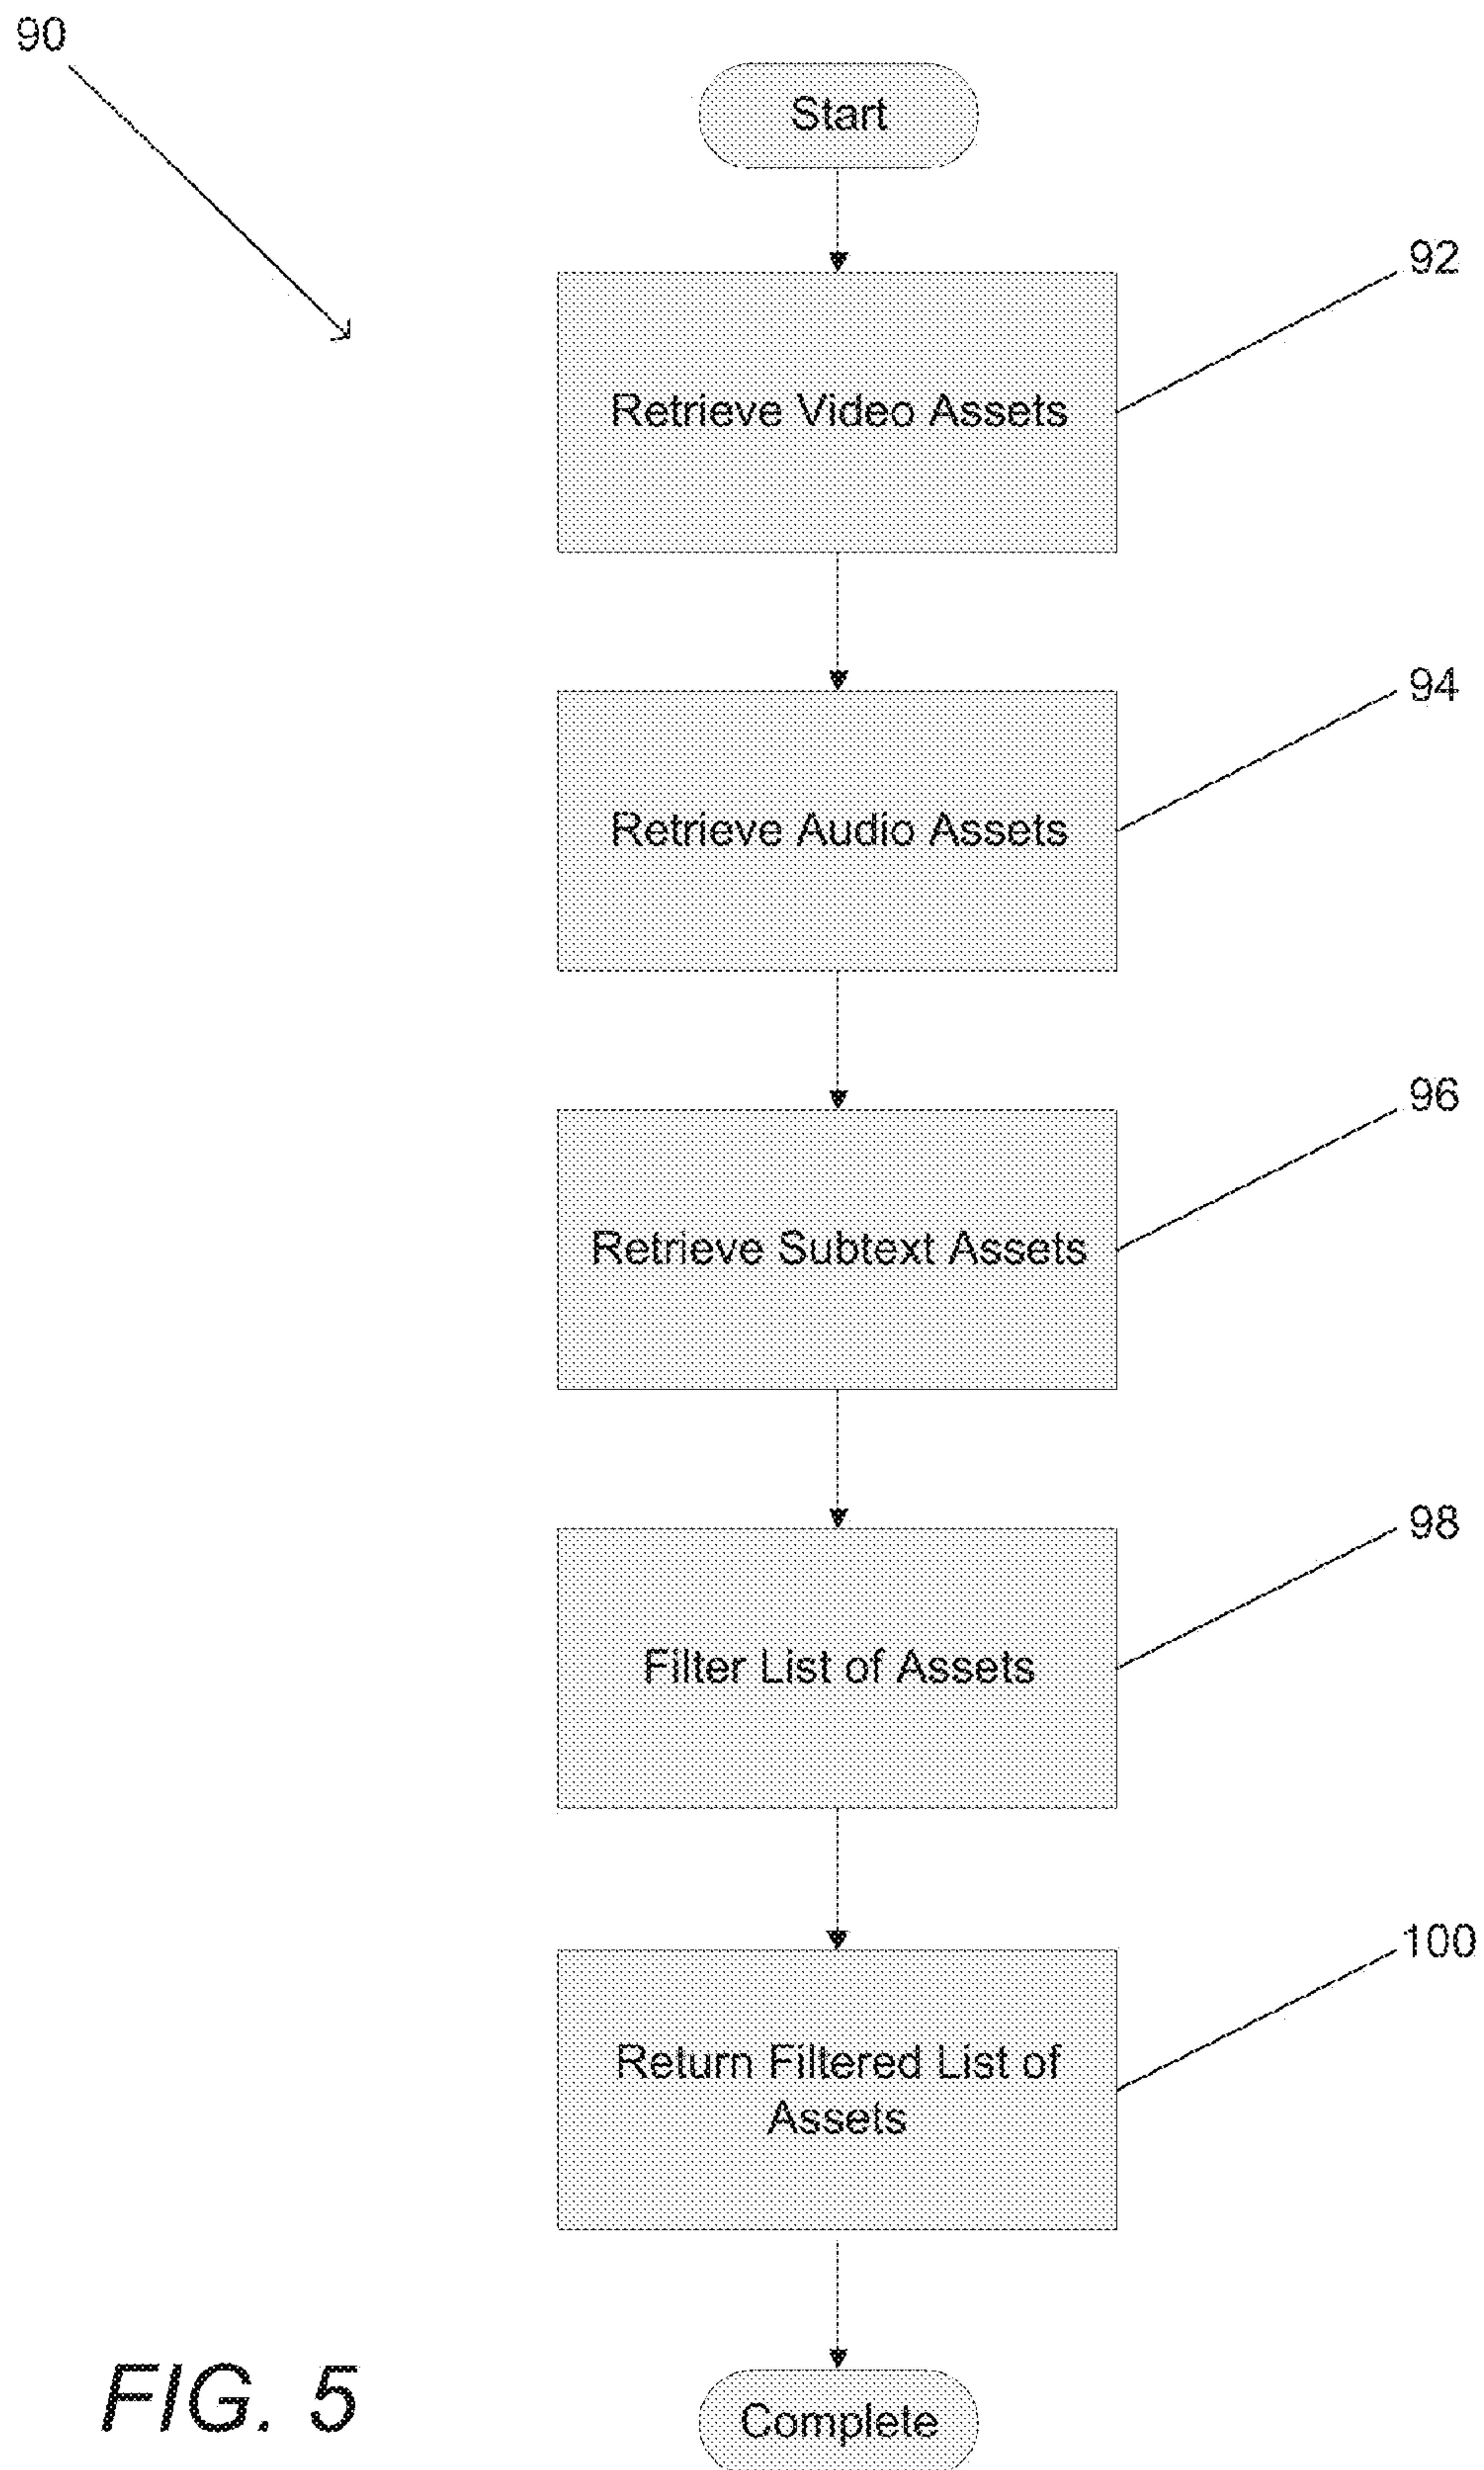 90
Start
92
Retrieve Video Assets
94
Retrieve Audio Assets
96
Retrieve Subtext Assets
98
Filter List of Assets
100
Return Filtered List of
Assets
Complete
FIG. 5